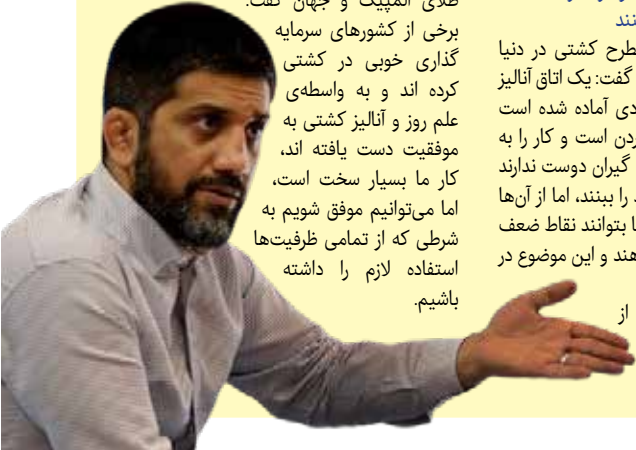 نند
طرح کشتی در دنیا
گفت: یک اتاق آنالیز
دی آماده شده است
ردن است و کار را به
گیران دوست ندارند
را ببنند، اما از آن‌ها
ا بتوانند نقاط ضعف
هند و این موضوع در
از
طلای المپیک و جهان گفت:
برخی از کشورهای سرمایه
گذاری خوبی در کشتی
کرده اند و به واسطه‌ی
علم روز و آنالیز کشتی به
موفقیت دست یافته اند،
کار ما بسیار سخت است،
اما می‌توانیم موفق شویم به
شرطی که از تمامی ظرفیت‌ها
استفاده لازم را داشته
باشیم.